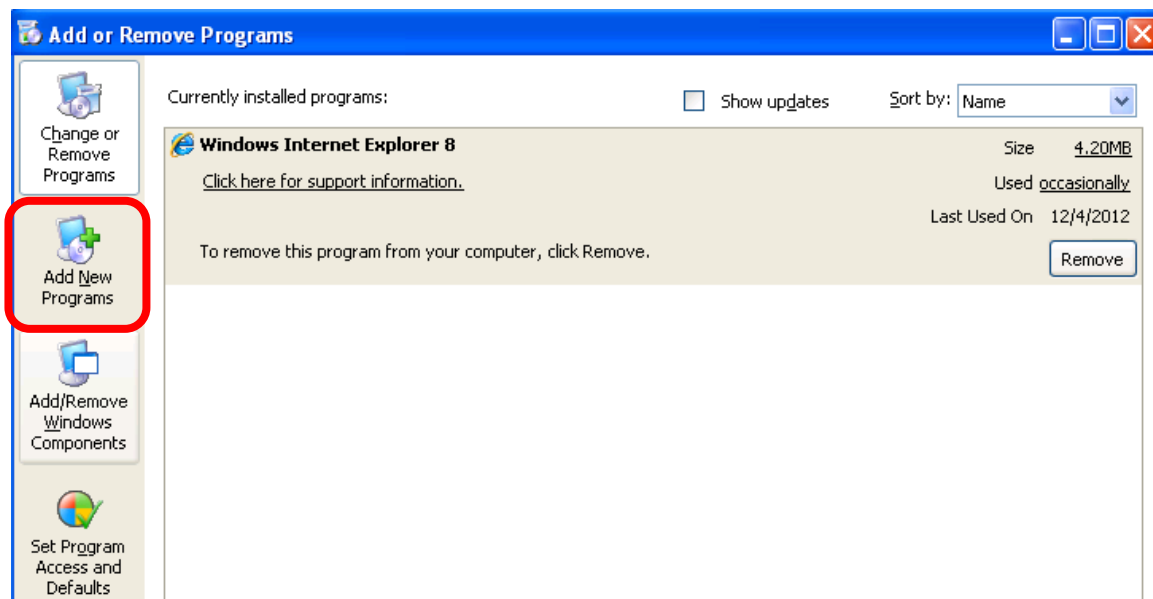 Add or Remove Programs
Change or
Remove
Programs
Add New
Programs
Add/Remove
Windows
Components
Set Program
Access and
Defaults
Currently installed programs:
Show updates
Sort by: Name
Windows Internet Explorer 8
Size 4.20MB
Click here for support information.
Used occasionally
Last Used On 12/4/2012
To remove this program from your computer, click Remove.
Remove